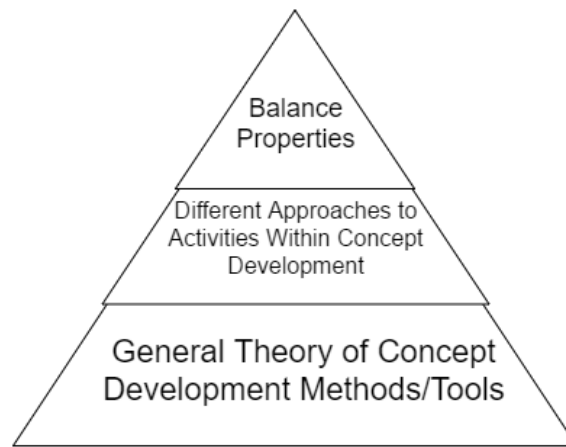 Balance
Properties
Different Approaches to
Activities Within Concept
Development
General Theory of Concept
Development Methods/Tools